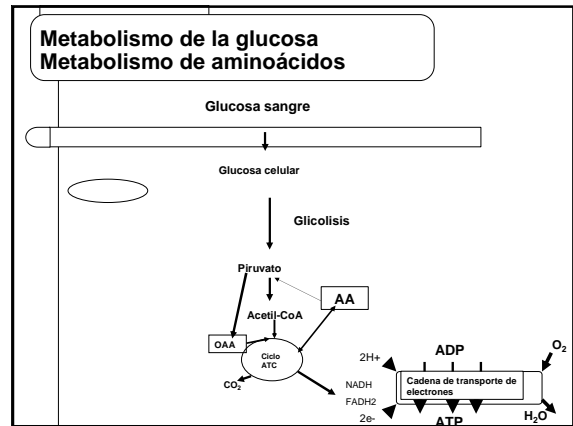 Metabolismo de la glucosa
Metabolismo de aminoácidos
Glucosa sangre
Glucosa celular
Glicolisis
Piruvato
AA
Acetil-CoA
OAA
Ciclo
ATC
CO₂
2H+
NADH
FADH2
2e-
ADP
O₂
Cadena de transporte de
electrones
ATP
H₂O